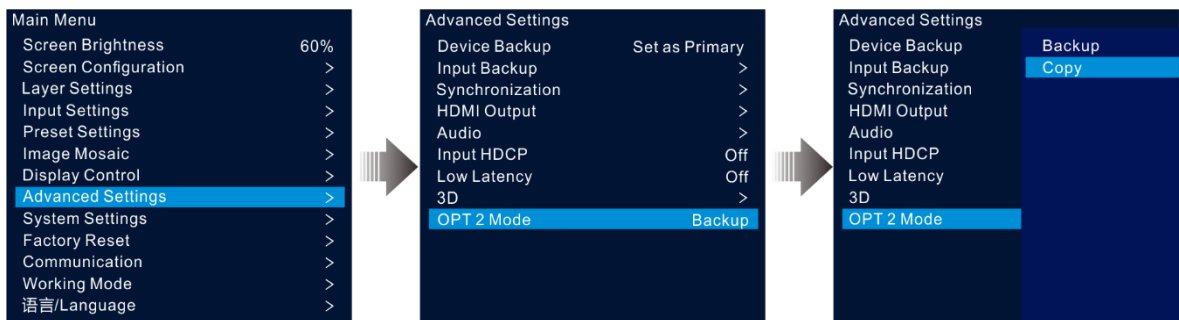 Main Menu
Screen Brightness 60%
Screen Configuration >
Layer Settings >
Input Settings >
Preset Settings >
Image Mosaic >
Display Control >
Advanced Settings >
System Settings >
Factory Reset >
Communication >
Working Mode >
语言/Language >
Advanced Settings
Device Backup Set as Primary
Input Backup >
Synchronization >
HDMI Output >
Audio >
Input HDCP Off
Low Latency Off
3D >
OPT 2 Mode Backup
Advanced Settings
Device Backup Backup
Input Backup Copy
Synchronization
HDMI Output
Audio
Input HDCP
Low Latency
3D
OPT 2 Mode